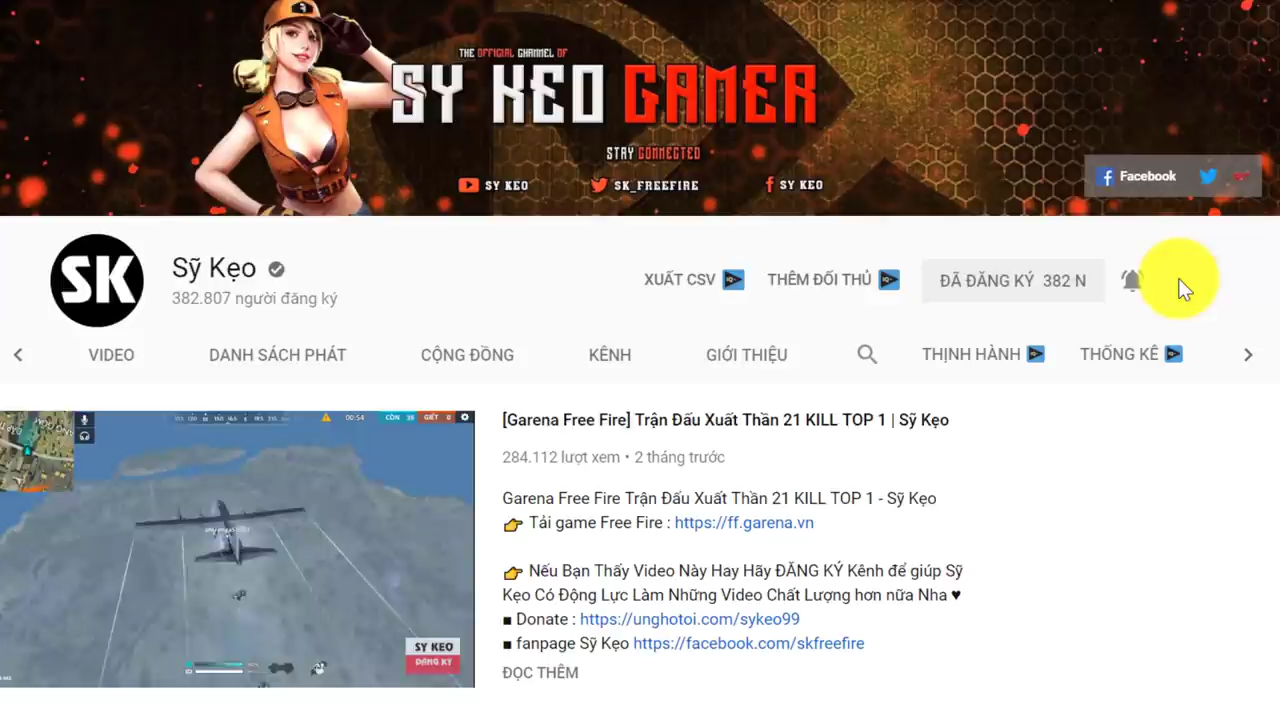 THE OFFICIAL CHANNEL OF
SY KEO GAMER
STAY CONNECTED
SY KEO
SK_FREEFIRE
SY KEO
Facebook
SK
Sỹ Kẹo
382.807 người đăng ký
XUẤT CSV
THÊM ĐỐI THỦ
ĐÃ ĐĂNG KÝ 382 N
VIDEO
DANH SÁCH PHÁT
CỘNG ĐỒNG
KÊNH
GIỚI THIỆU
THỊNH HÀNH
THỐNG KÊ
00:54
CÒN 35
GIẾT 0
SY KEO
ĐĂNG KÝ
[Garena Free Fire] Trận Đấu Xuất Thần 21 KILL TOP 1 | Sỹ Kẹo
284.112 lượt xem • 2 tháng trước
Garena Free Fire Trận Đấu Xuất Thần 21 KILL TOP 1 - Sỹ Kẹo
👉 Tải game Free Fire : https://ff.garena.vn
👉 Nếu Bạn Thấy Video Này Hay Hãy ĐĂNG KÝ Kênh để giúp Sỹ
Kẹo Có Động Lực Làm Những Video Chất Lượng hơn nữa Nha ♥
■ Donate : https://unghotoi.com/sykeo99
■ fanpage Sỹ Kẹo https://facebook.com/skfreefire
ĐỌC THÊM